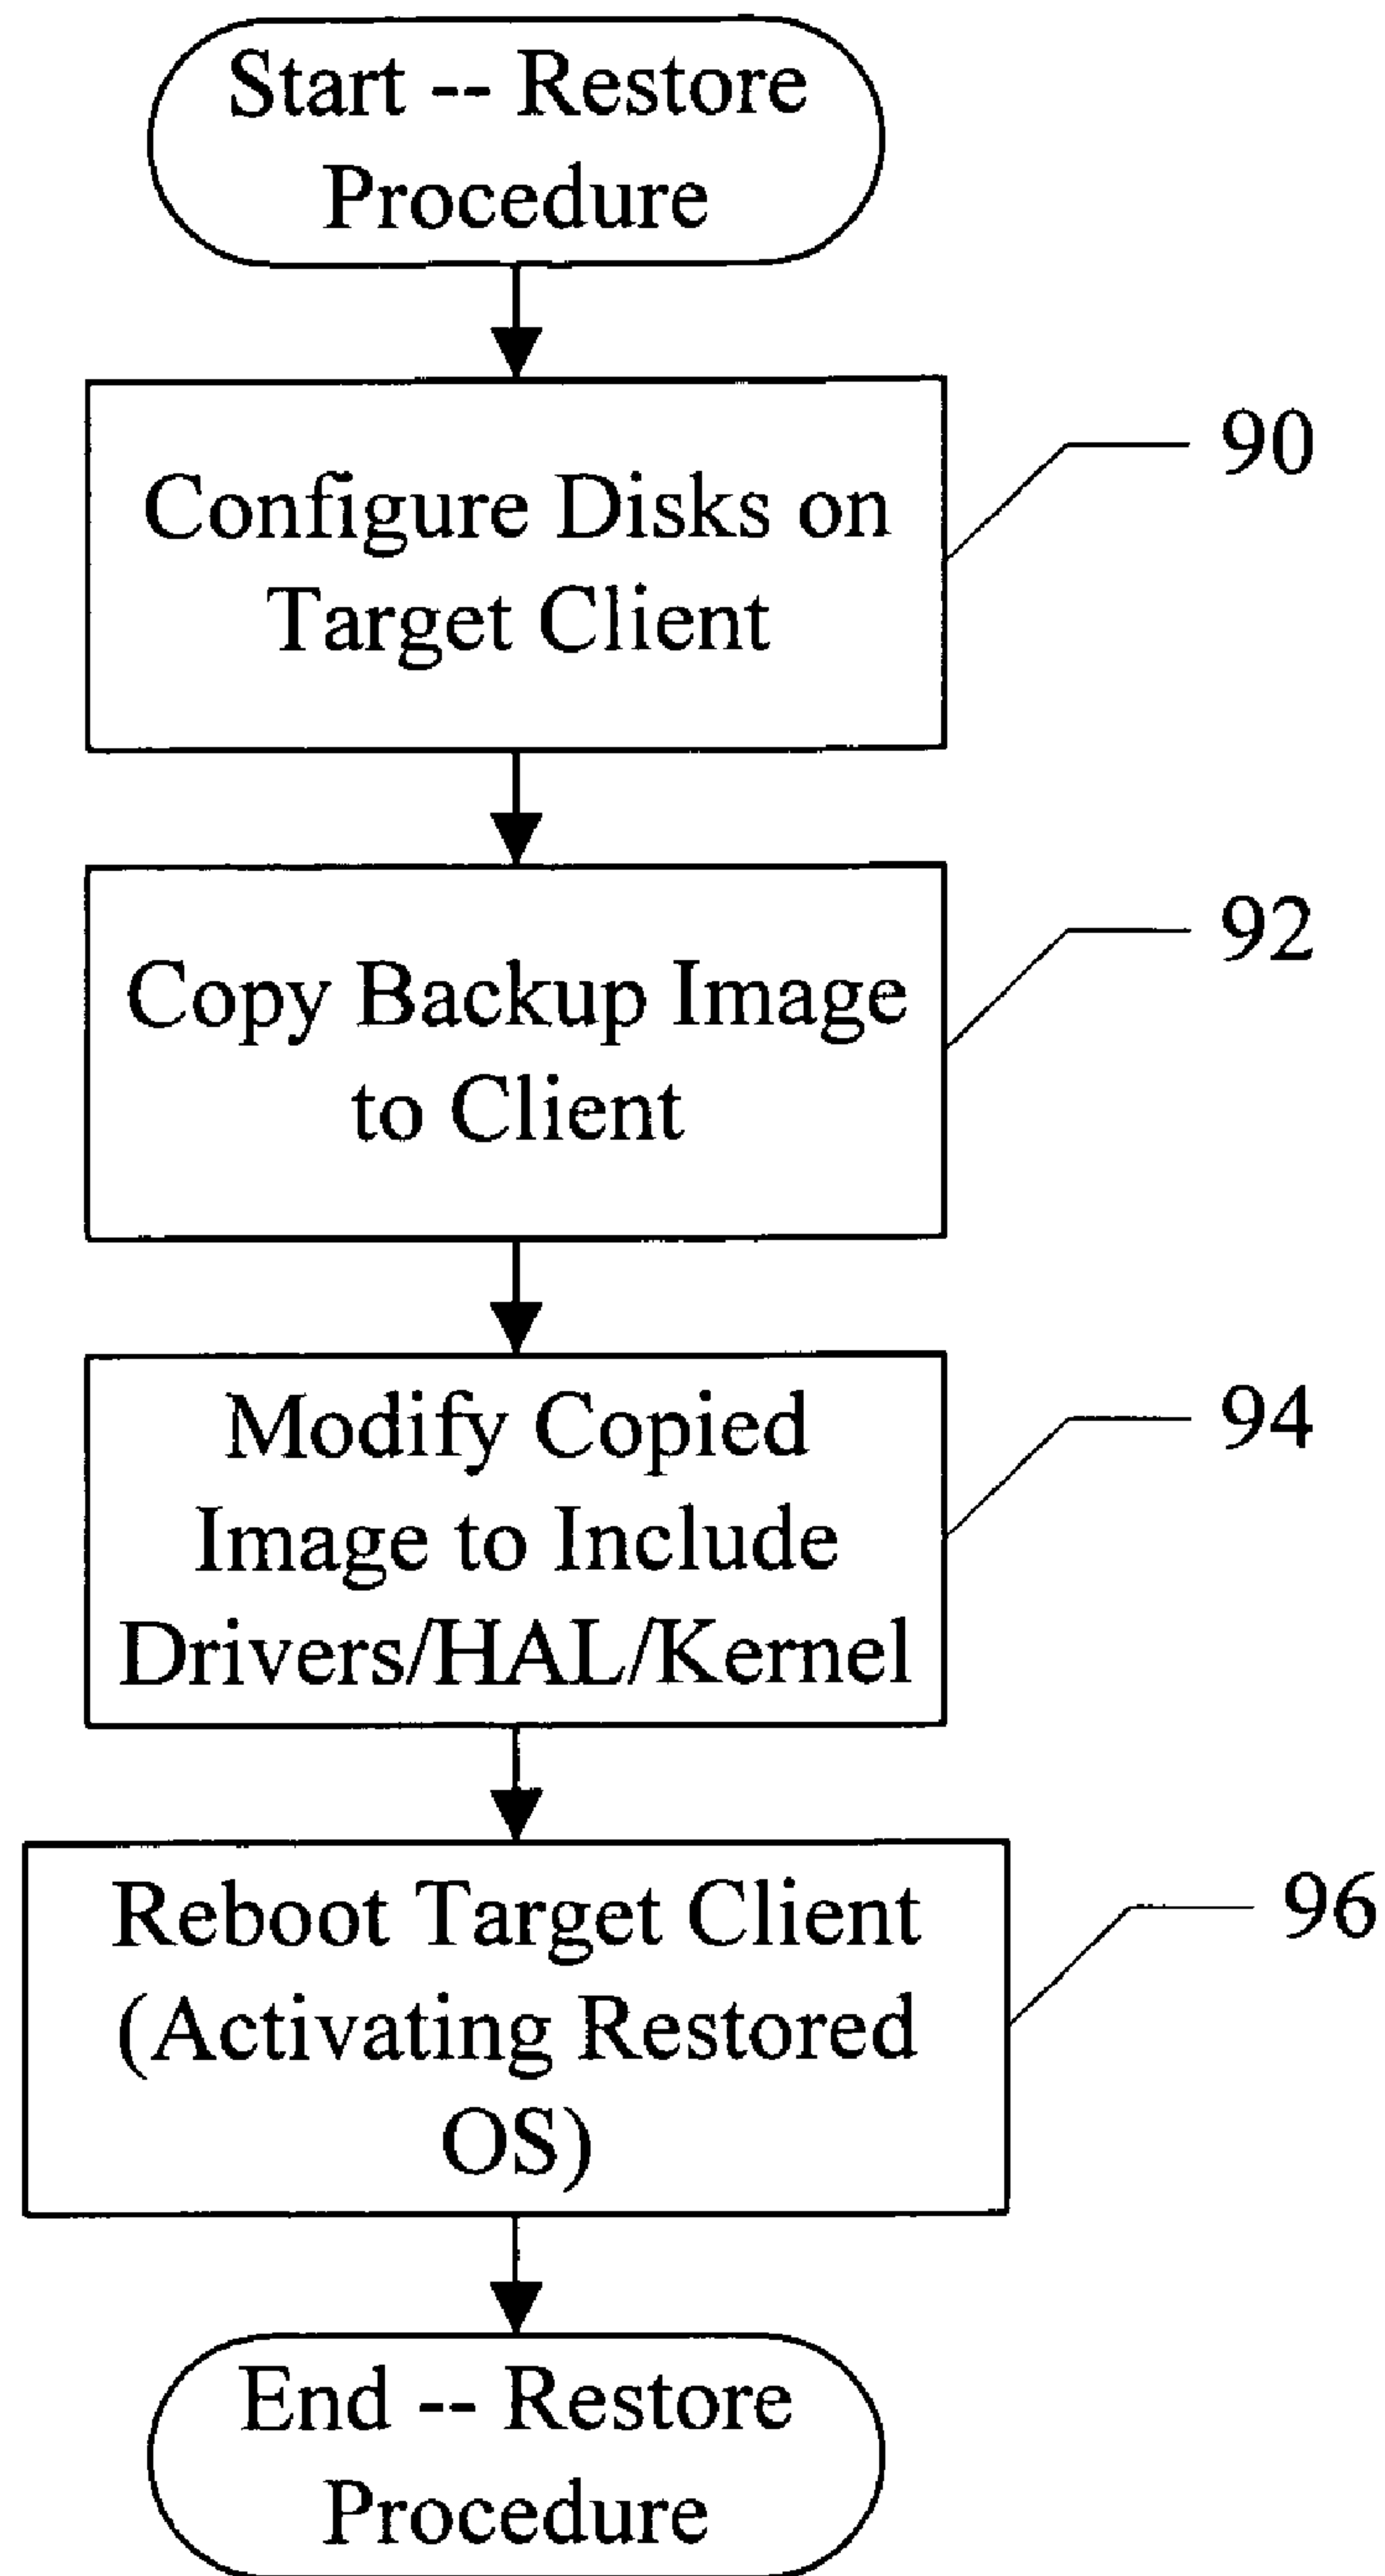 Start -- Restore
Procedure
Configure Disks on
Target Client
90
Copy Backup Image
to Client
92
Modify Copied
Image to Include
Drivers/HAL/Kernel
94
Reboot Target Client
(Activating Restored
OS)
96
End -- Restore
Procedure